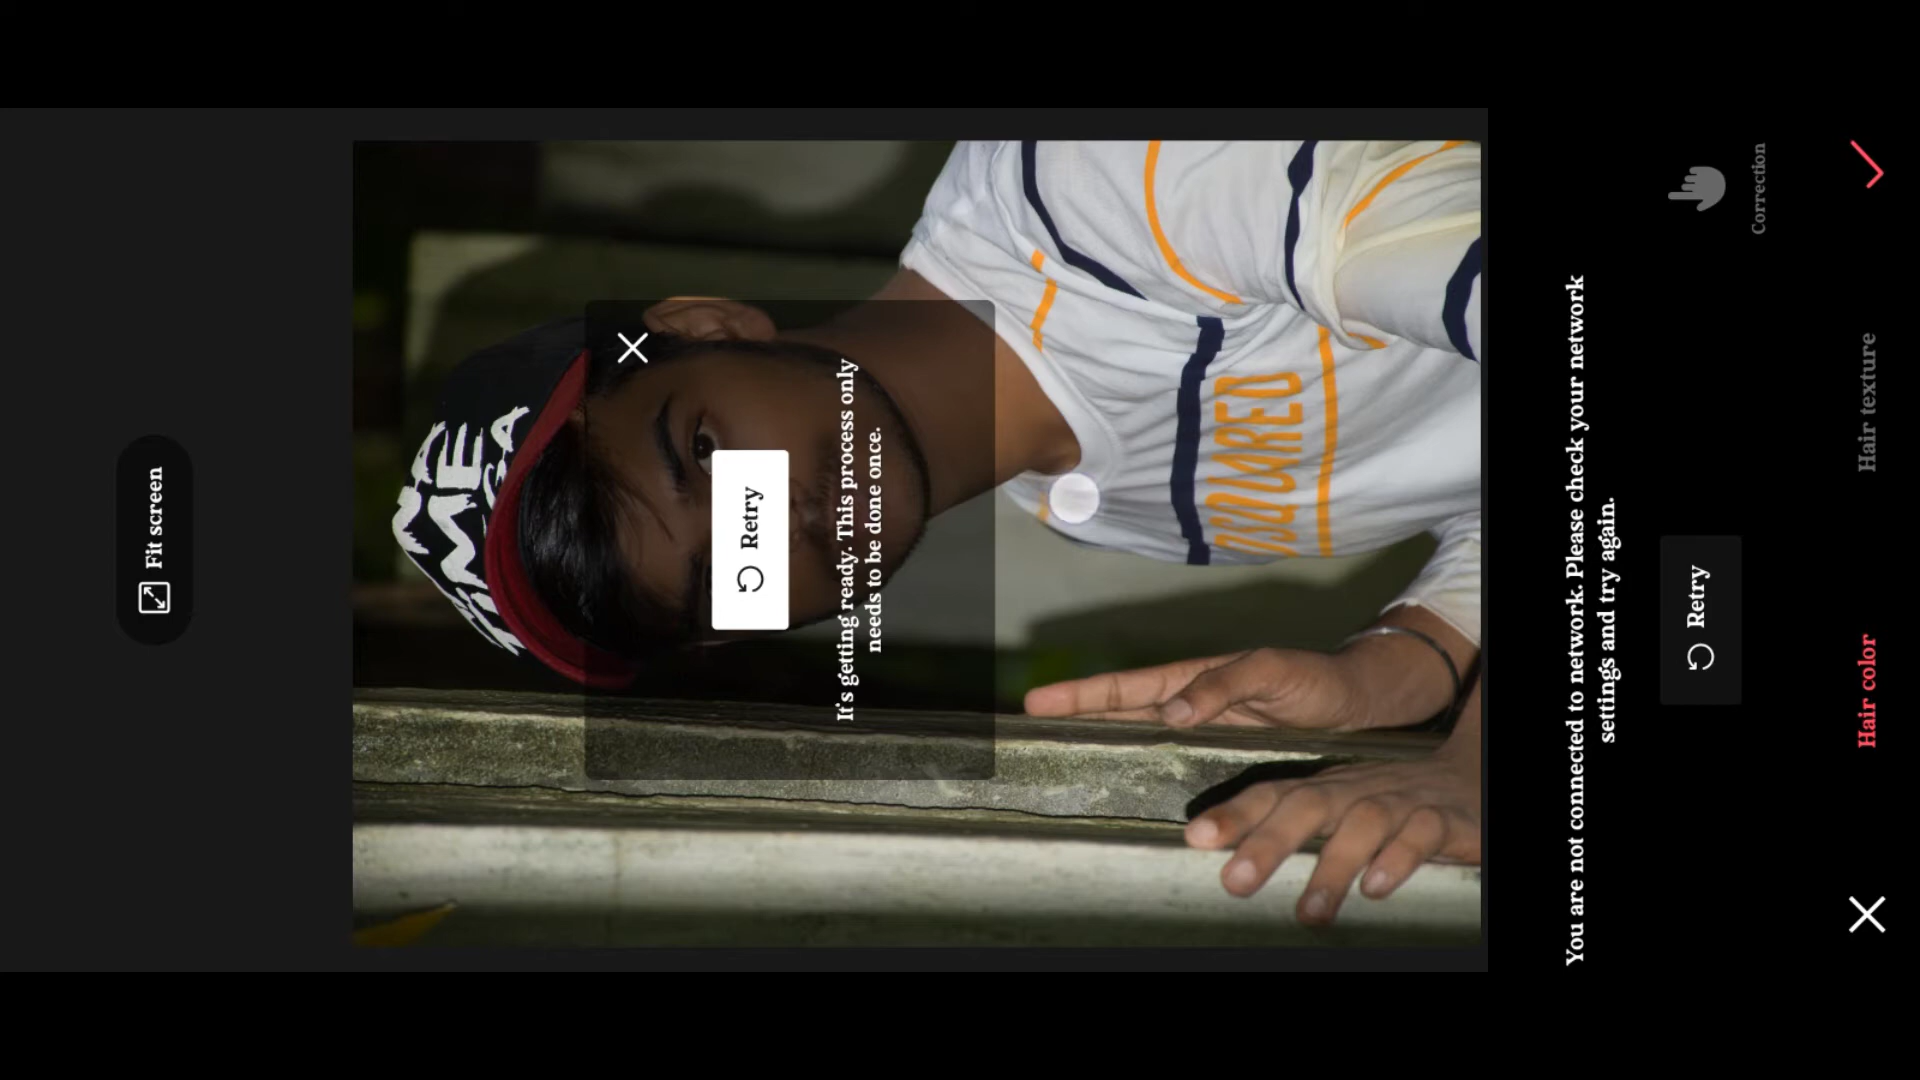 Fit screen
It's getting ready. This process only
needs to be done once.
Retry
DSQUARED
You are not connected to network. Please check your network
settings and try again.
Retry
Correction
Hair color
Hair texture